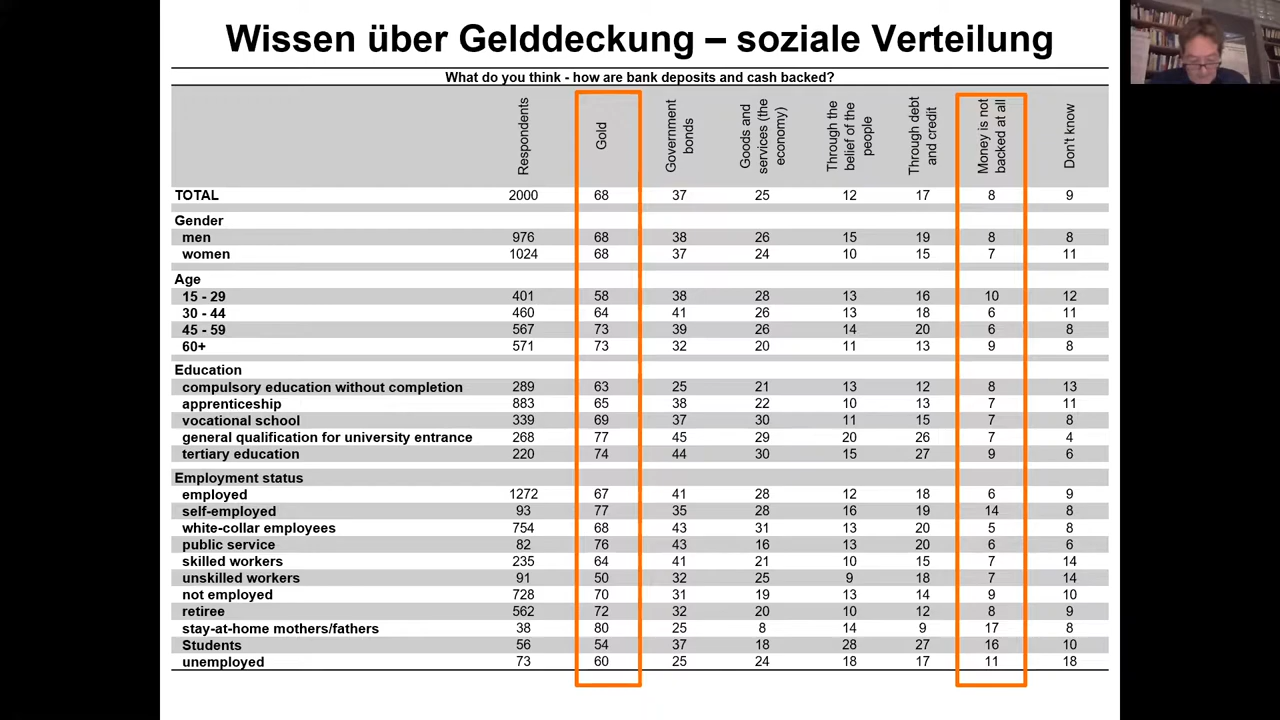 Wissen über Gelddeckung – soziale Verteilung
What do you think - how are bank deposits and cash backed?
Respondents
Gold
Government
bonds
Goods and
services (the
economy)
Through the
belief of the
people
Through debt
and credit
Money is not
backed at all
Don't know
TOTAL 2000 68 37 25 12 17 8 9
Gender
men 976 68 38 26 15 19 8 8
women 1024 68 37 24 10 15 7 11
Age
15 - 29 401 58 38 28 13 16 10 12
30 - 44 460 64 41 26 13 18 6 11
45 - 59 567 73 39 26 14 20 6 8
60+ 571 73 32 20 11 13 9 8
Education
compulsory education without completion 289 63 25 21 13 12 8 13
apprenticeship 883 65 38 22 10 13 7 11
vocational school 339 69 37 30 11 15 7 8
general qualification for university entrance 268 77 45 29 20 26 7 4
tertiary education 220 74 44 30 15 27 9 6
Employment status
employed 1272 67 41 28 12 18 6 9
self-employed 93 77 35 28 16 19 14 8
white-collar employees 754 68 43 31 13 20 5 8
public service 82 76 43 16 13 20 6 6
skilled workers 235 64 41 21 10 15 7 14
unskilled workers 91 50 32 25 9 18 7 14
not employed 728 70 31 19 13 14 9 10
retiree 562 72 32 20 10 12 8 9
stay-at-home mothers/fathers 38 80 25 8 14 9 17 8
Students 56 54 37 18 28 27 16 10
unemployed 73 60 25 24 18 17 11 18